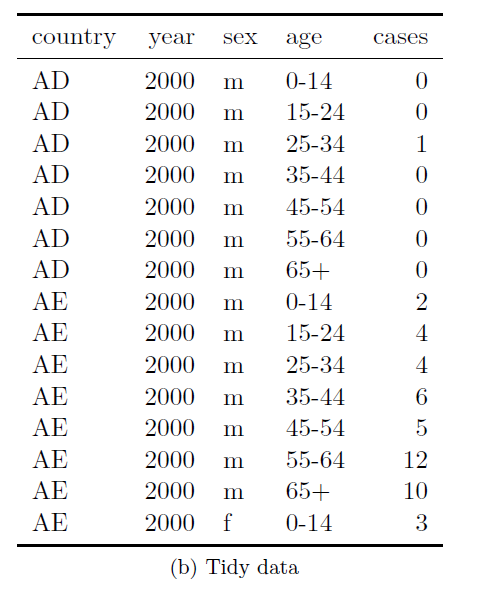 country year sex age cases
AD 2000 m 0-14 0
AD 2000 m 15-24 0
AD 2000 m 25-34 1
AD 2000 m 35-44 0
AD 2000 m 45-54 0
AD 2000 m 55-64 0
AD 2000 m 65+ 0
AE 2000 m 0-14 2
AE 2000 m 15-24 4
AE 2000 m 25-34 4
AE 2000 m 35-44 6
AE 2000 m 45-54 5
AE 2000 m 55-64 12
AE 2000 m 65+ 10
AE 2000 f 0-14 3
(b) Tidy data